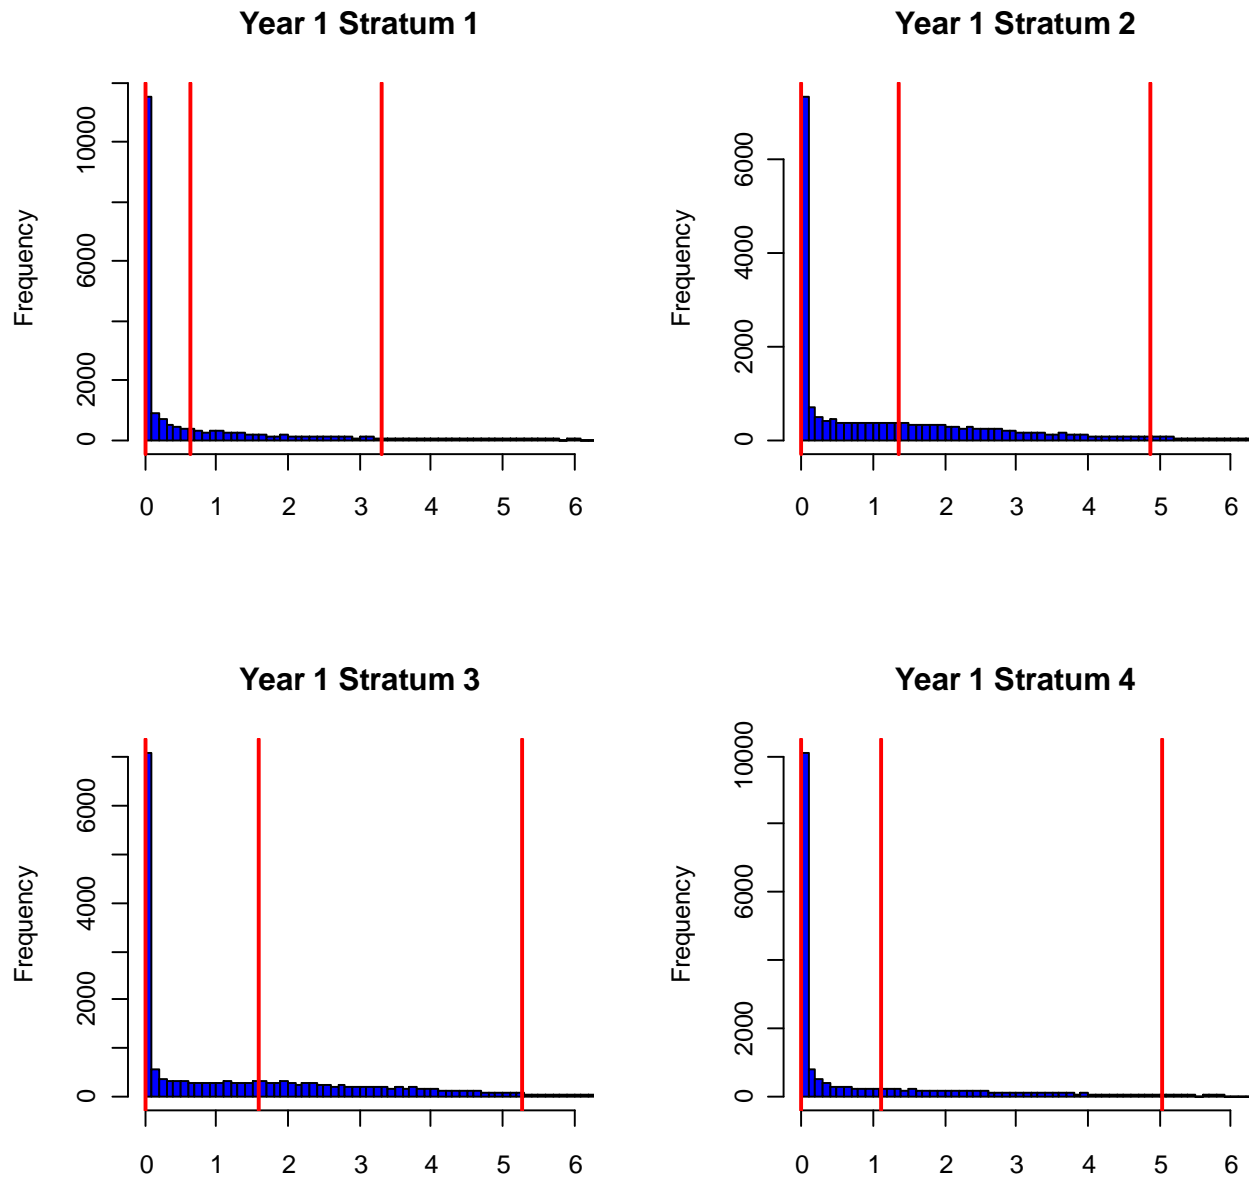 Year 1 Stratum 1
Frequency
0 2000 6000 10000
0 1 2 3 4 5 6
Year 1 Stratum 2
Frequency
0 2000 4000 6000
0 1 2 3 4 5 6
Year 1 Stratum 3
Frequency
0 2000 4000 6000
0 1 2 3 4 5 6
Year 1 Stratum 4
Frequency
0 2000 6000 10000
0 1 2 3 4 5 6